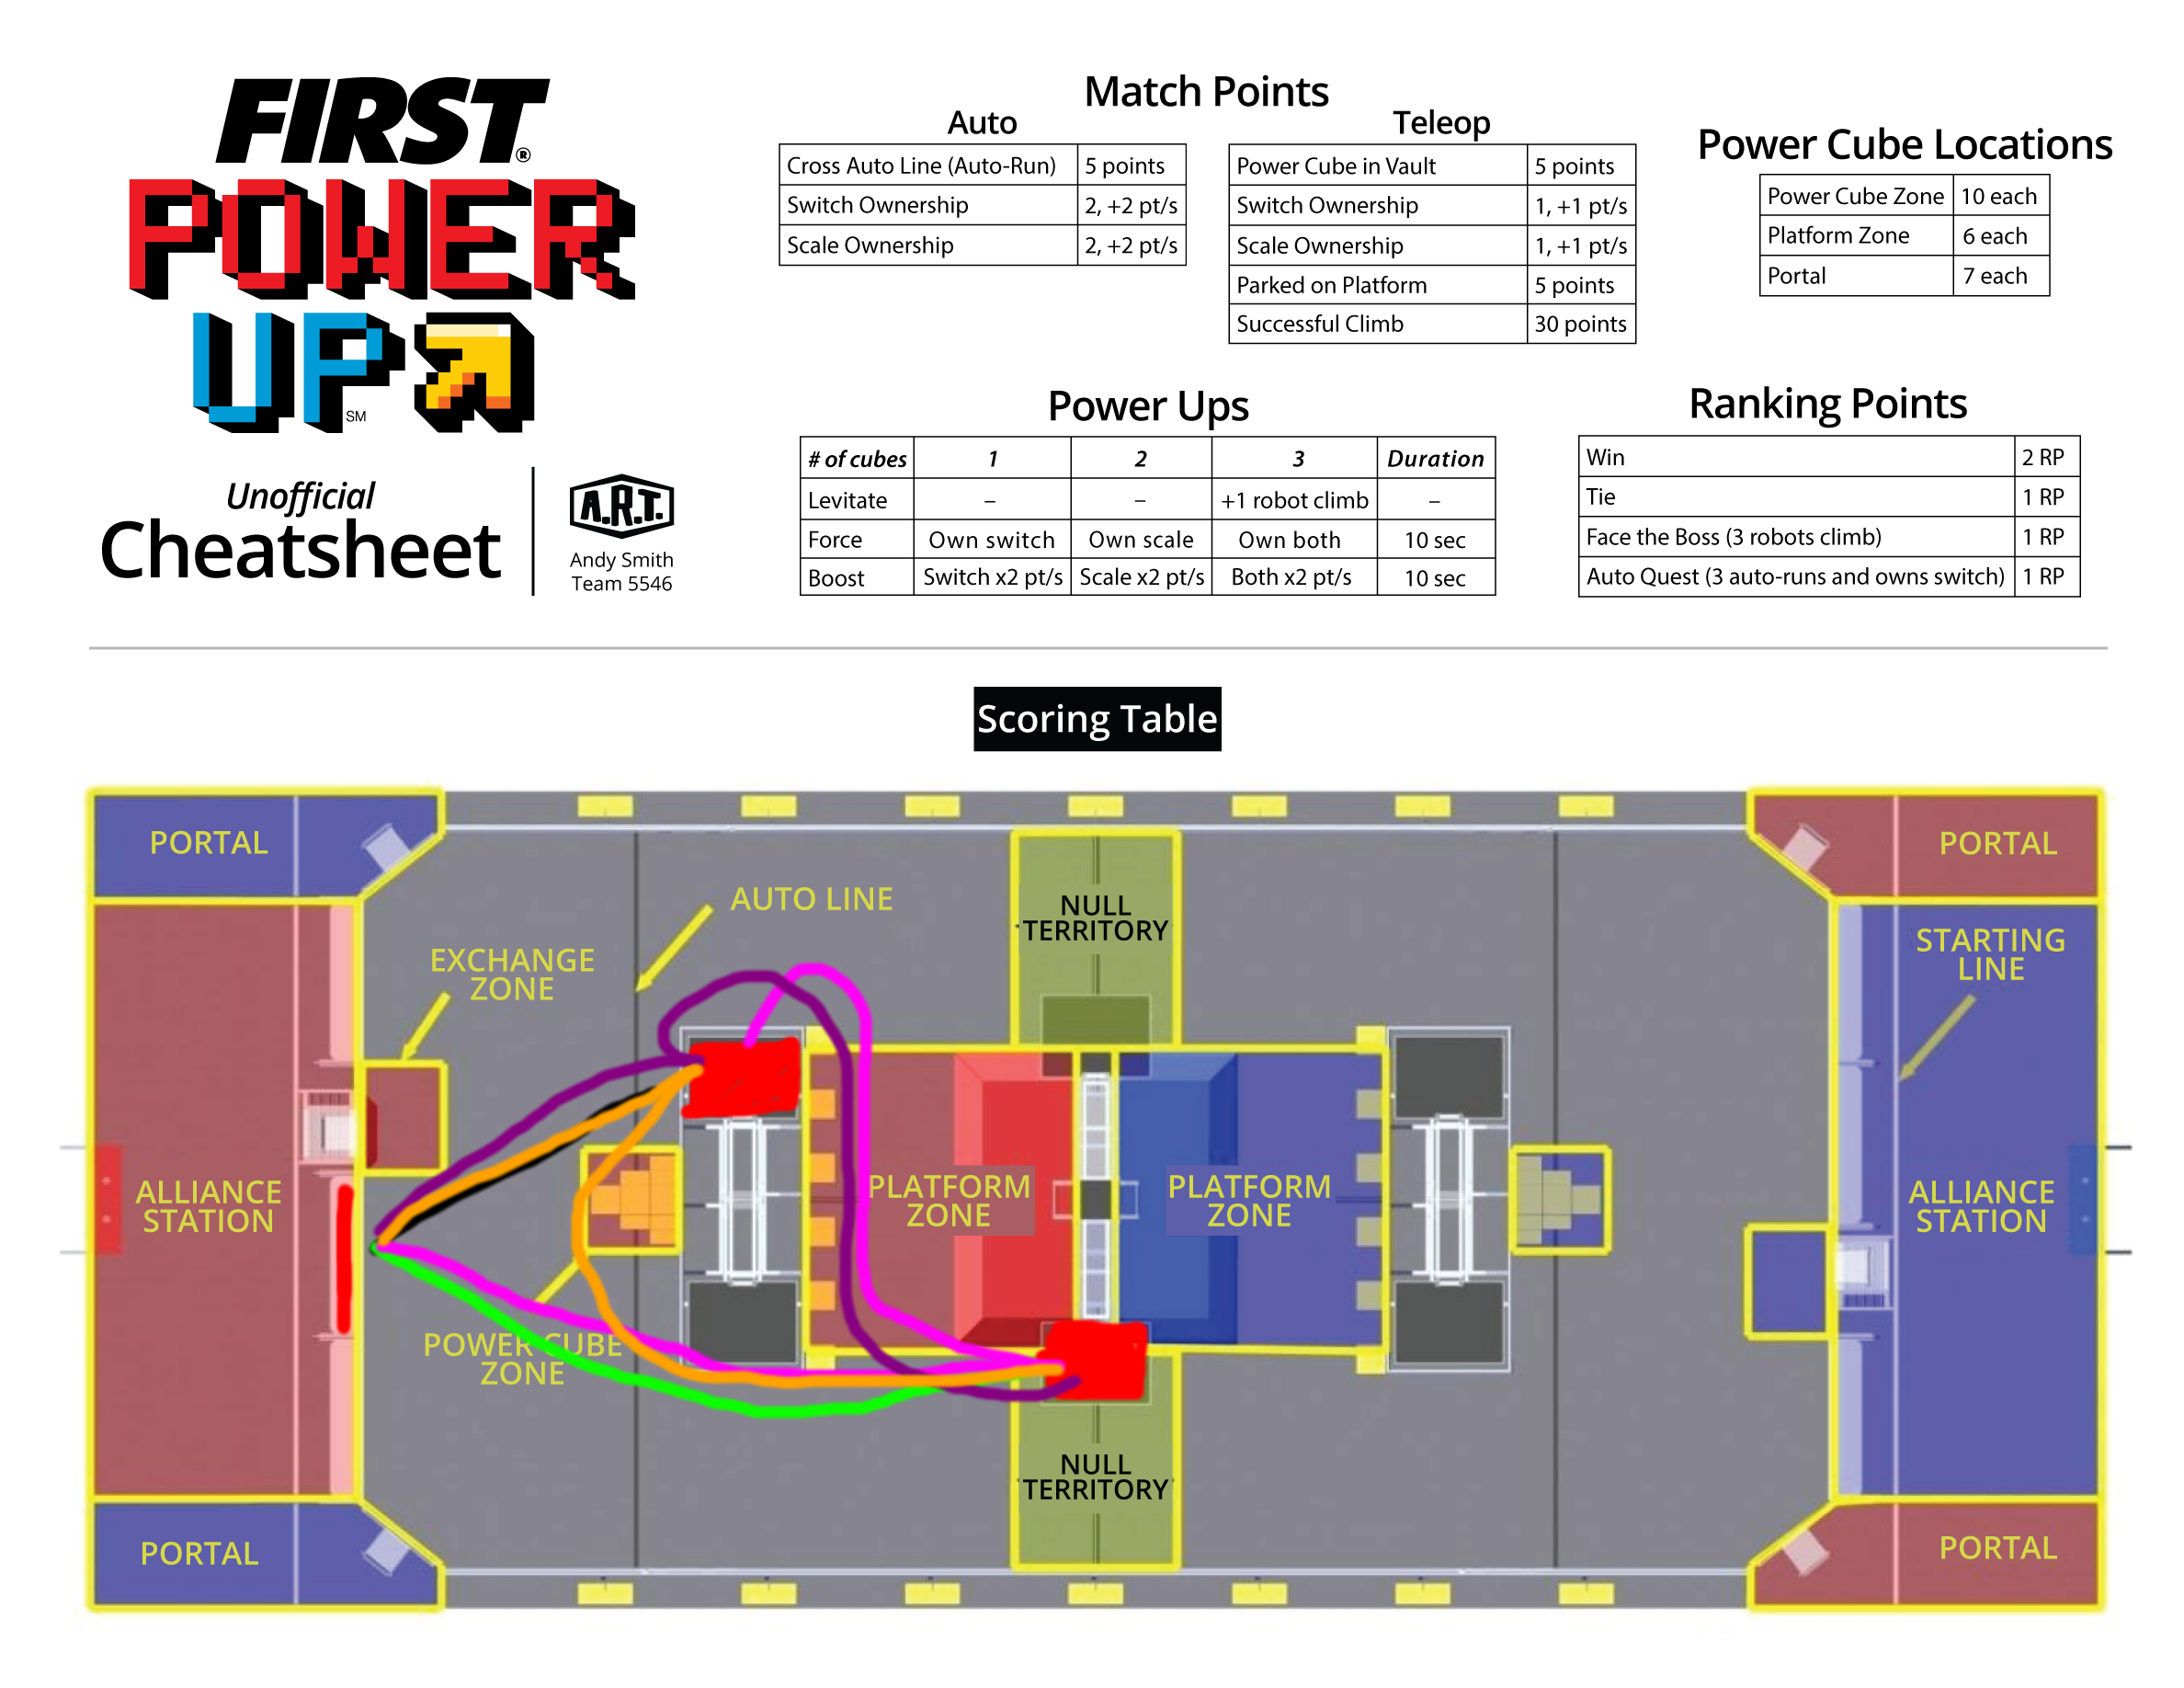 FIRST®
POWER
UP
SM
Unofficial
Cheatsheet
A.R.T.
Andy Smith
Team 5546
Match Points
Auto
Cross Auto Line (Auto-Run) 5 points
Switch Ownership 2, +2 pt/s
Scale Ownership 2, +2 pt/s
Teleop
Power Cube in Vault 5 points
Switch Ownership 1, +1 pt/s
Scale Ownership 1, +1 pt/s
Parked on Platform 5 points
Successful Climb 30 points
Power Cube Locations
Power Cube Zone 10 each
Platform Zone 6 each
Portal 7 each
Power Ups
# of cubes 1 2 3 Duration
Levitate – – +1 robot climb –
Force Own switch Own scale Own both 10 sec
Boost Switch x2 pt/s Scale x2 pt/s Both x2 pt/s 10 sec
Ranking Points
Win 2 RP
Tie 1 RP
Face the Boss (3 robots climb) 1 RP
Auto Quest (3 auto-runs and owns switch) 1 RP
Scoring Table
PORTAL
PORTAL
AUTO LINE
NULL
TERRITORY
EXCHANGE
ZONE
STARTING
LINE
ALLIANCE
STATION
PLATFORM
ZONE
PLATFORM
ZONE
ALLIANCE
STATION
POWER CUBE
ZONE
NULL
TERRITORY
PORTAL
PORTAL